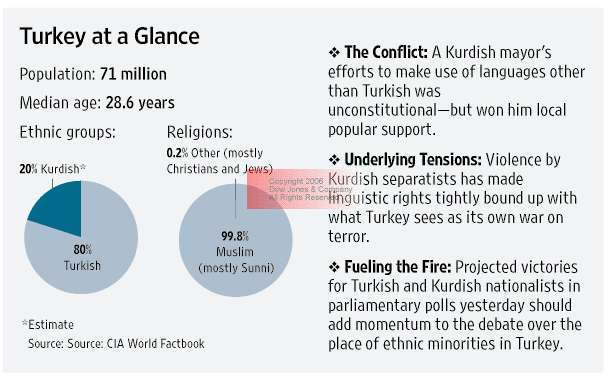 Turkey at a Glance
Population: 71 million
Median age: 28.6 years
Ethnic groups:
20% Kurdish*
80%
Turkish
Religions:
0.2% Other (mostly
Christians and Jews)
99.8%
Muslim
(mostly Sunni)
*Estimate
Source: Source: CIA World Factbook
❖ The Conflict: A Kurdish mayor's
efforts to make use of languages other
than Turkish was
unconstitutional—but won him local
popular support.
❖ Underlying Tensions: Violence by
Kurdish separatists has made
linguistic rights tightly bound up with
what Turkey sees as its own war on
terror.
❖ Fueling the Fire: Projected victories
for Turkish and Kurdish nationalists in
parliamentary polls yesterday should
add momentum to the debate over the
place of ethnic minorities in Turkey.
Copyright 2006
Dow Jones & Company
All Rights Reserved